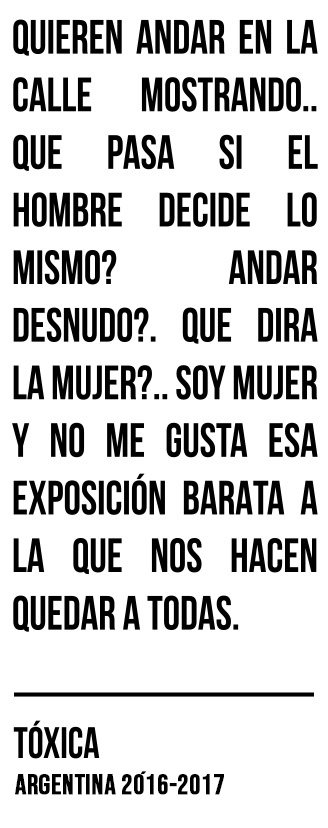 QUIEREN ANDAR EN LA
CALLE MOSTRANDO..
QUE PASA SI EL
HOMBRE DECIDE LO
MISMO? ANDAR
DESNUDO?. QUE DIRA
LA MUJER?.. SOY MUJER
Y NO ME GUSTA ESA
EXPOSICIÓN BARATA A
LA QUE NOS HACEN
QUEDAR A TODAS.
TÓXICA
ARGENTINA 2016-2017